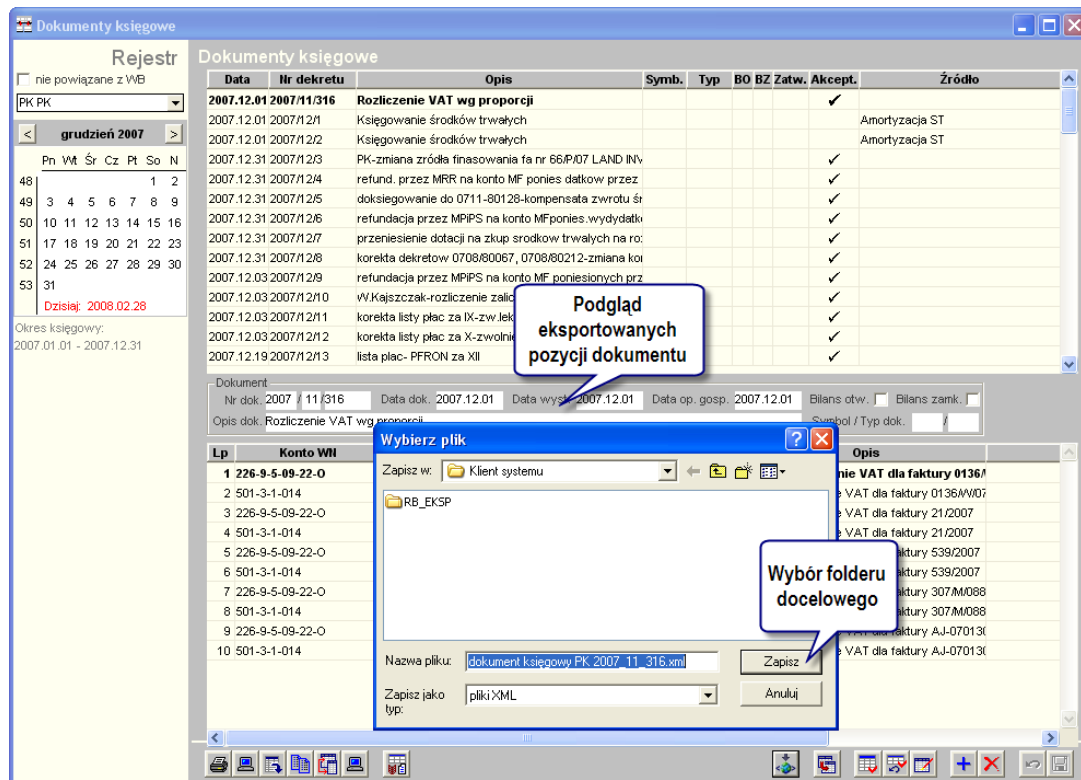 Dokumenty księgowe
Rejestr
nie powiązane z WB
PK PK
< grudzień 2007 >
Pn Wt Śr Cz Pt So N
48 1 2
49 3 4 5 6 7 8 9
50 10 11 12 13 14 15 16
51 17 18 19 20 21 22 23
52 24 25 26 27 28 29 30
53 31
Dzisiaj: 2008.02.28
Okres księgowy:
2007.01.01 - 2007.12.31
Dokumenty księgowe
Data Nr dekretu Opis Symb. Typ BO BZ Zatw. Akcept. Źródło
2007.12.01 2007/11/316 Rozliczenie VAT wg proporcji ✓
2007.12.01 2007/12/1 Księgowanie środków trwałych Amortyzacja ST
2007.12.01 2007/12/2 Księgowanie środków trwałych Amortyzacja ST
2007.12.31 2007/12/3 PK-zmiana zródła finasowania fa nr 66/P/07 LAND INV ✓
2007.12.31 2007/12/4 refund. przez MRR na konto MF ponies datkow przez ✓
2007.12.31 2007/12/5 doksiegowanie do 0711-80128-kompensata zwrotu śr ✓
2007.12.31 2007/12/6 refundacja przez MPiPS na konto MFponies.wydydatk ✓
2007.12.31 2007/12/7 przeniesienie dotacji na zkup srodkow trwalych na ro ✓
2007.12.31 2007/12/8 korekta dekretow 0708/80067, 0708/80212-zmiana ko ✓
2007.12.03 2007/12/9 refundacja przez MPiPS na konto MF poniesionych prz ✓
2007.12.03 2007/12/10 W.Kajszczak-rozliczenie zalic ✓
2007.12.03 2007/12/11 korekta listy płac za IX-zw.lek ✓
2007.12.03 2007/12/12 korekta listy płac za X-zwolnie ✓
2007.12.19 2007/12/13 lista plac- PFRON za XII ✓
Podgląd
eksportowanych
pozycji dokumentu
Dokument
Nr dok. 2007 / 11 / 316 Data dok. 2007.12.01 Data wyst. 2007.12.01 Data op. gosp. 2007.12.01 Bilans otw. Bilans zamk.
Opis dok. Rozliczenie VAT wg proporcji Symbol / Typ dok. /
Lp Konto WN Opis
1 226-9-5-09-22-O nie VAT dla faktury 0136/
2 501-3-1-014 VAT dla faktury 0136/W/07
3 226-9-5-09-22-O VAT dla faktury 21/2007
4 501-3-1-014 VAT dla faktury 21/2007
5 226-9-5-09-22-O aktury 539/2007
6 501-3-1-014 aktury 539/2007
7 226-9-5-09-22-O aktury 307/M/088
8 501-3-1-014 aktury 307/M/088
9 226-9-5-09-22-O VAT dla faktury AJ-07013
10 501-3-1-014 VAT dla faktury AJ-07013
Wybierz plik
Zapisz w: Klient systemu
RB_EKSP
Nazwa pliku: dokument księgowy PK 2007_11_316.xml Zapisz
Zapisz jako typ: pliki XML Anuluj
Wybór folderu
docelowego